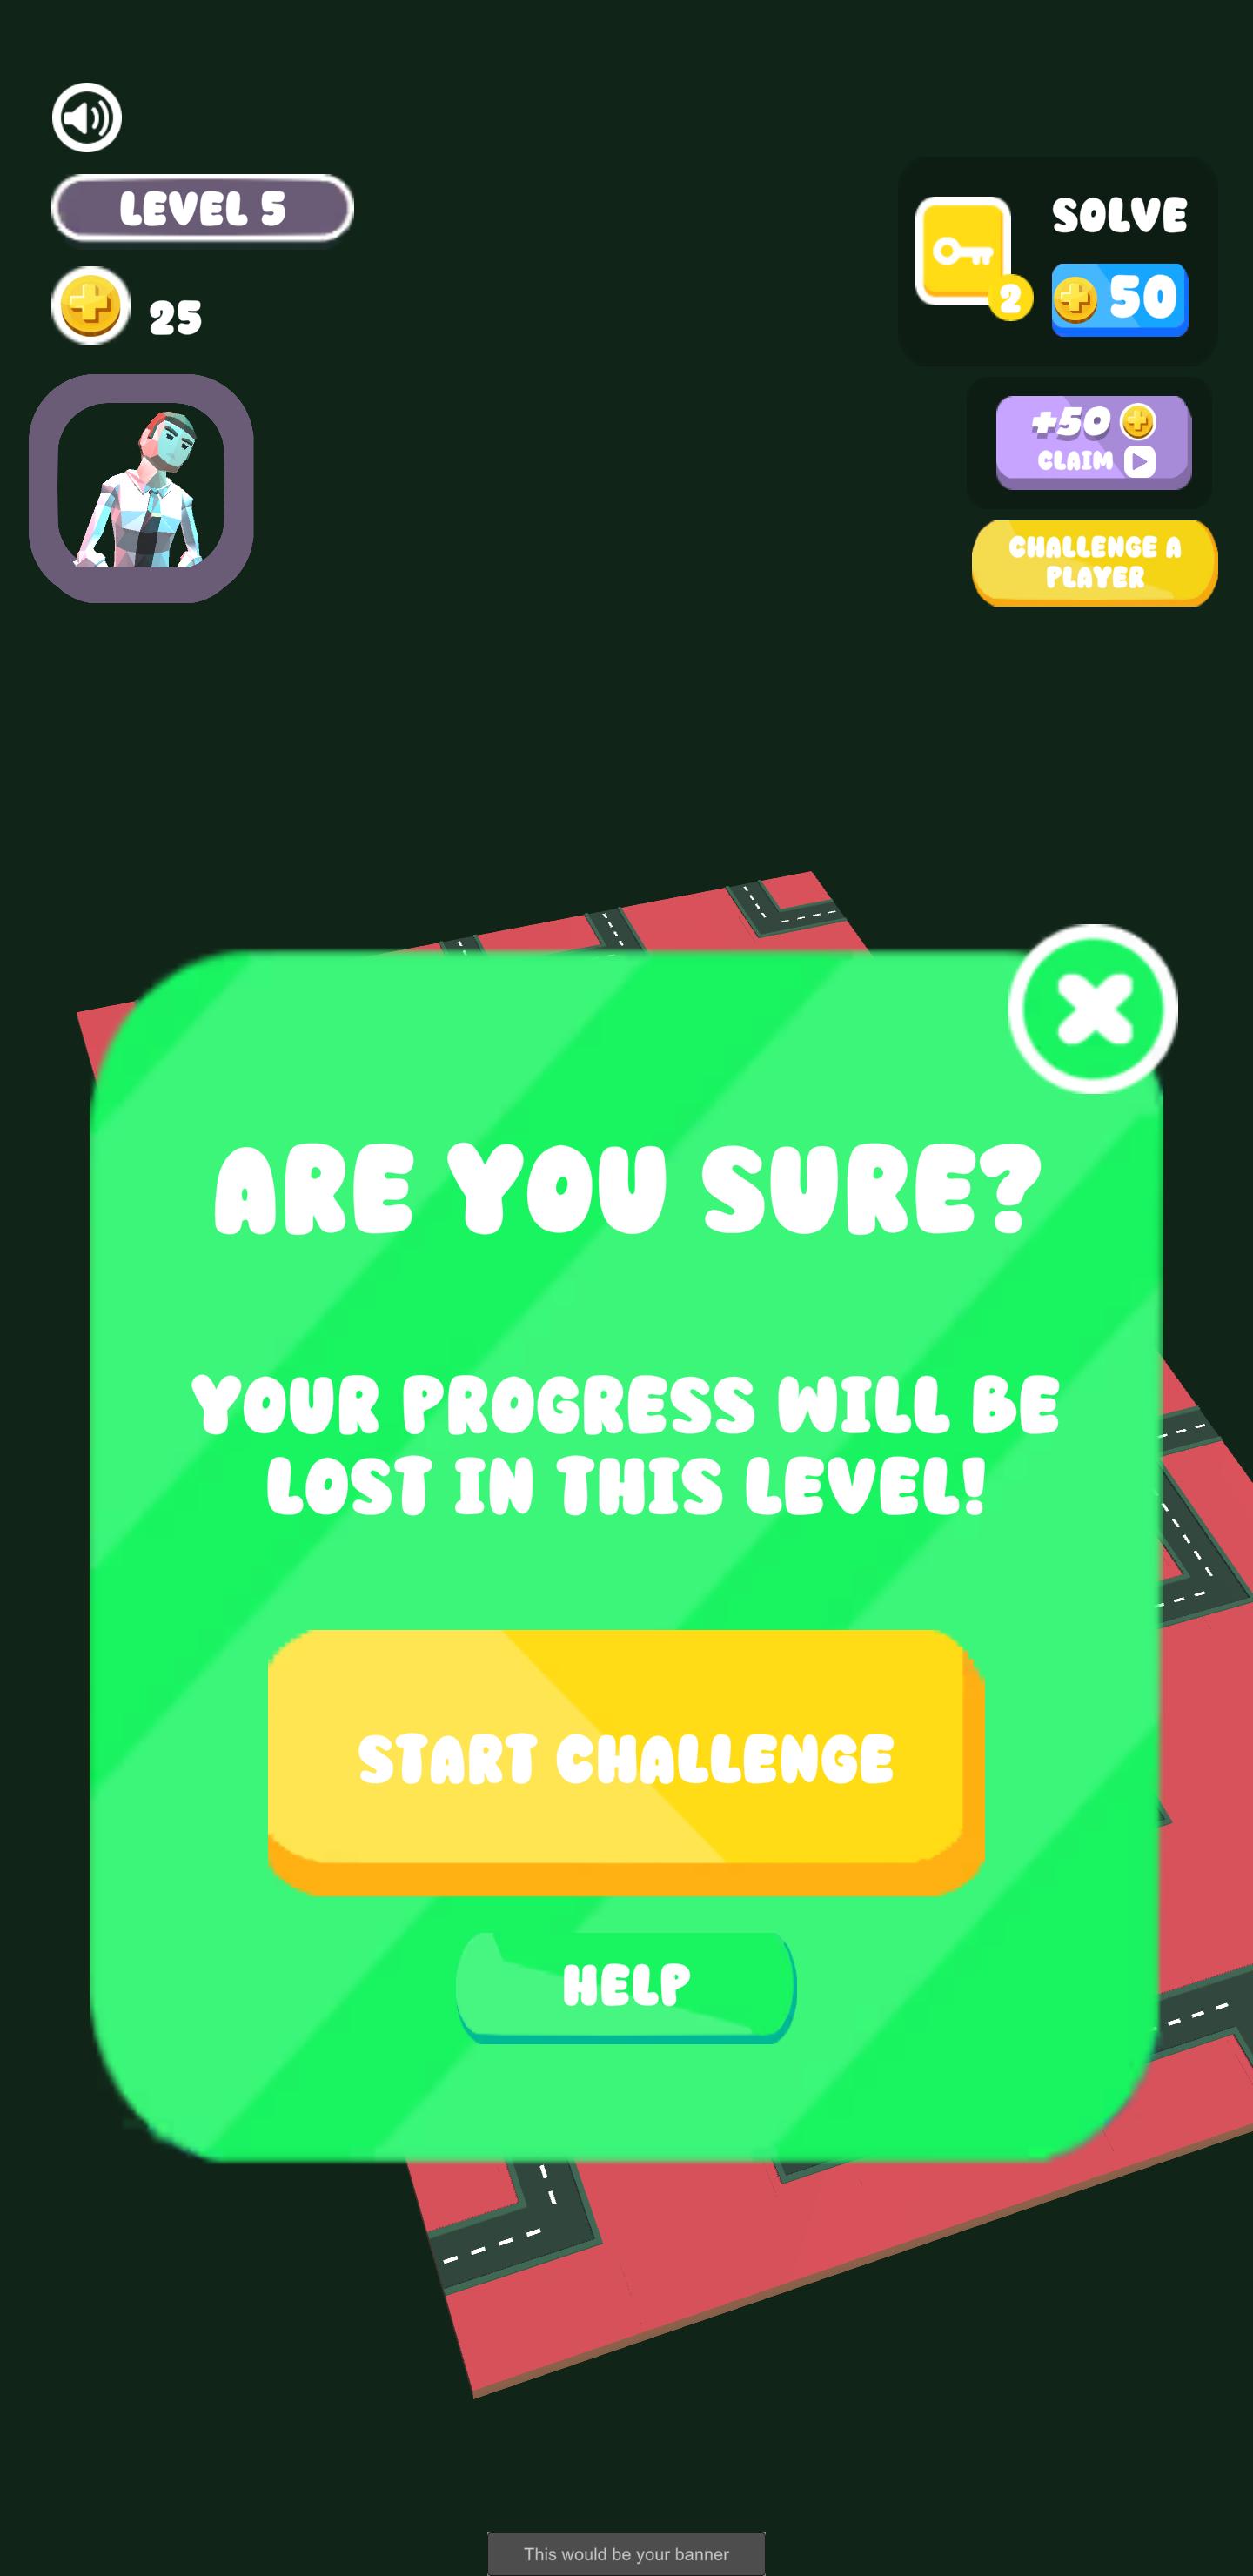 LEVEL 5
25
SOLVE
2
50
+50
CLAIM
CHALLENGE A
PLAYER
ARE YOU SURE?
YOUR PROGRESS WILL BE
LOST IN THIS LEVEL!
START CHALLENGE
HELP
This would be your banner